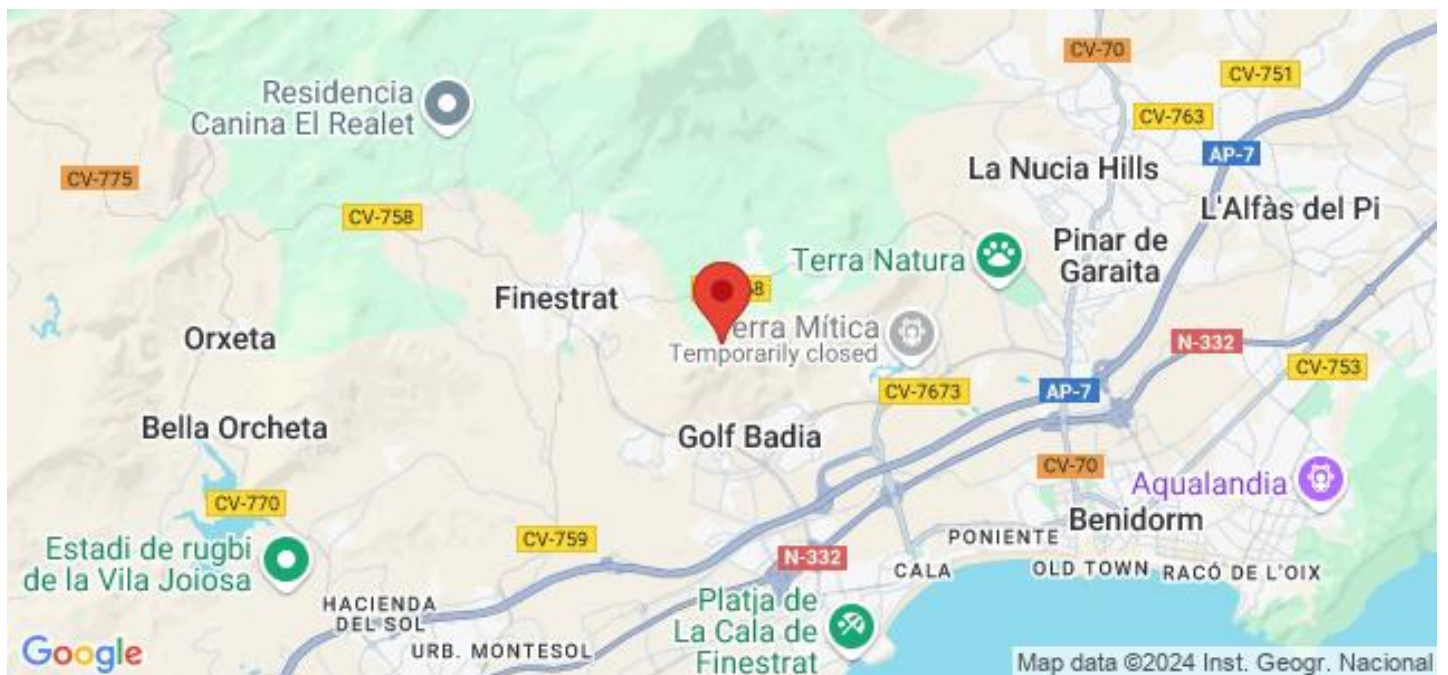 CV-70
CV-751
Residencia
Canina El Realet
CV-763
AP-7
La Nucia Hills
CV-775
CV-758
L'Alfàs del Pi
Pinar de
Garaita
Terra Natura
Finestrat
8
erra Mítica
Temporarily closed
Orxeta
N-332
CV-753
CV-7673
AP-7
Bella Orcheta
Golf Badia
CV-70
Aqualandia
CV-770
Benidorm
PONIENTE
CV-759
Estadi de rugbi
de la Vila Joiosa
N-332
CALA
OLD TOWN
RACÓ DE L'OIX
HACIENDA
DEL SOL
Platja de
La Cala de
Finestrat
URB. MONTESOL
Google
Map data ©2024 Inst. Geogr. Nacional